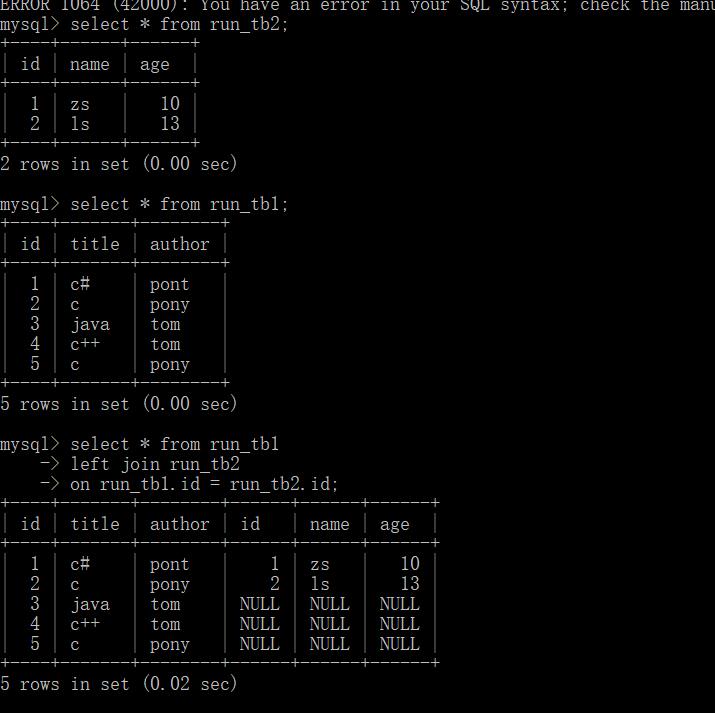 ERROR 1064 (42000): You have an error in your SQL syntax; check the manu
mysql> select * from run_tb2;
+----+------+------+
| id | name | age |
+----+------+------+
| 1 | zs | 10 |
| 2 | ls | 13 |
+----+------+------+
2 rows in set (0.00 sec)
mysql> select * from run_tb1;
+----+-------+--------+
| id | title | author |
+----+-------+--------+
| 1 | c# | pont |
| 2 | c | pony |
| 3 | java | tom |
| 4 | c++ | tom |
| 5 | c | pony |
+----+-------+--------+
5 rows in set (0.00 sec)
mysql> select * from run_tb1
-> left join run_tb2
-> on run_tb1.id = run_tb2.id;
+----+-------+--------+------+------+------+
| id | title | author | id | name | age |
+----+-------+--------+------+------+------+
| 1 | c# | pont | 1 | zs | 10 |
| 2 | c | pony | 2 | ls | 13 |
| 3 | java | tom | NULL | NULL | NULL |
| 4 | c++ | tom | NULL | NULL | NULL |
| 5 | c | pony | NULL | NULL | NULL |
+----+-------+--------+------+------+------+
5 rows in set (0.02 sec)